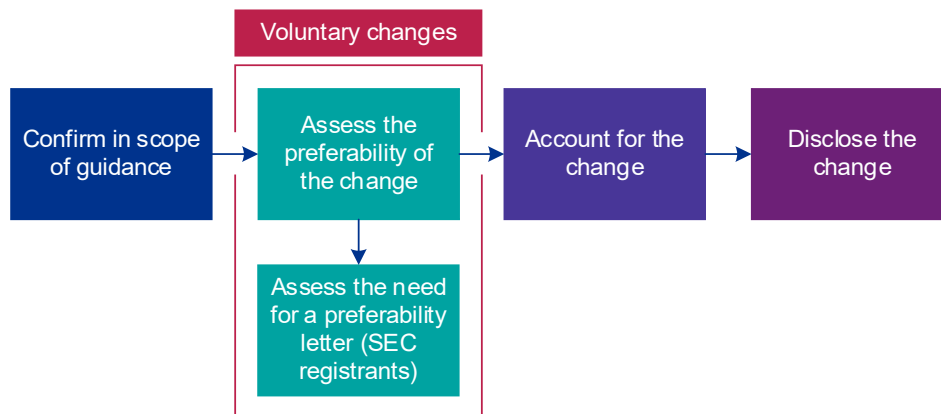 Voluntary changes
Confirm in scope
of guidance
Assess the
preferability of
the change
Account for the
change
Disclose the
change
Assess the need
for a preferability
letter (SEC
registrants)